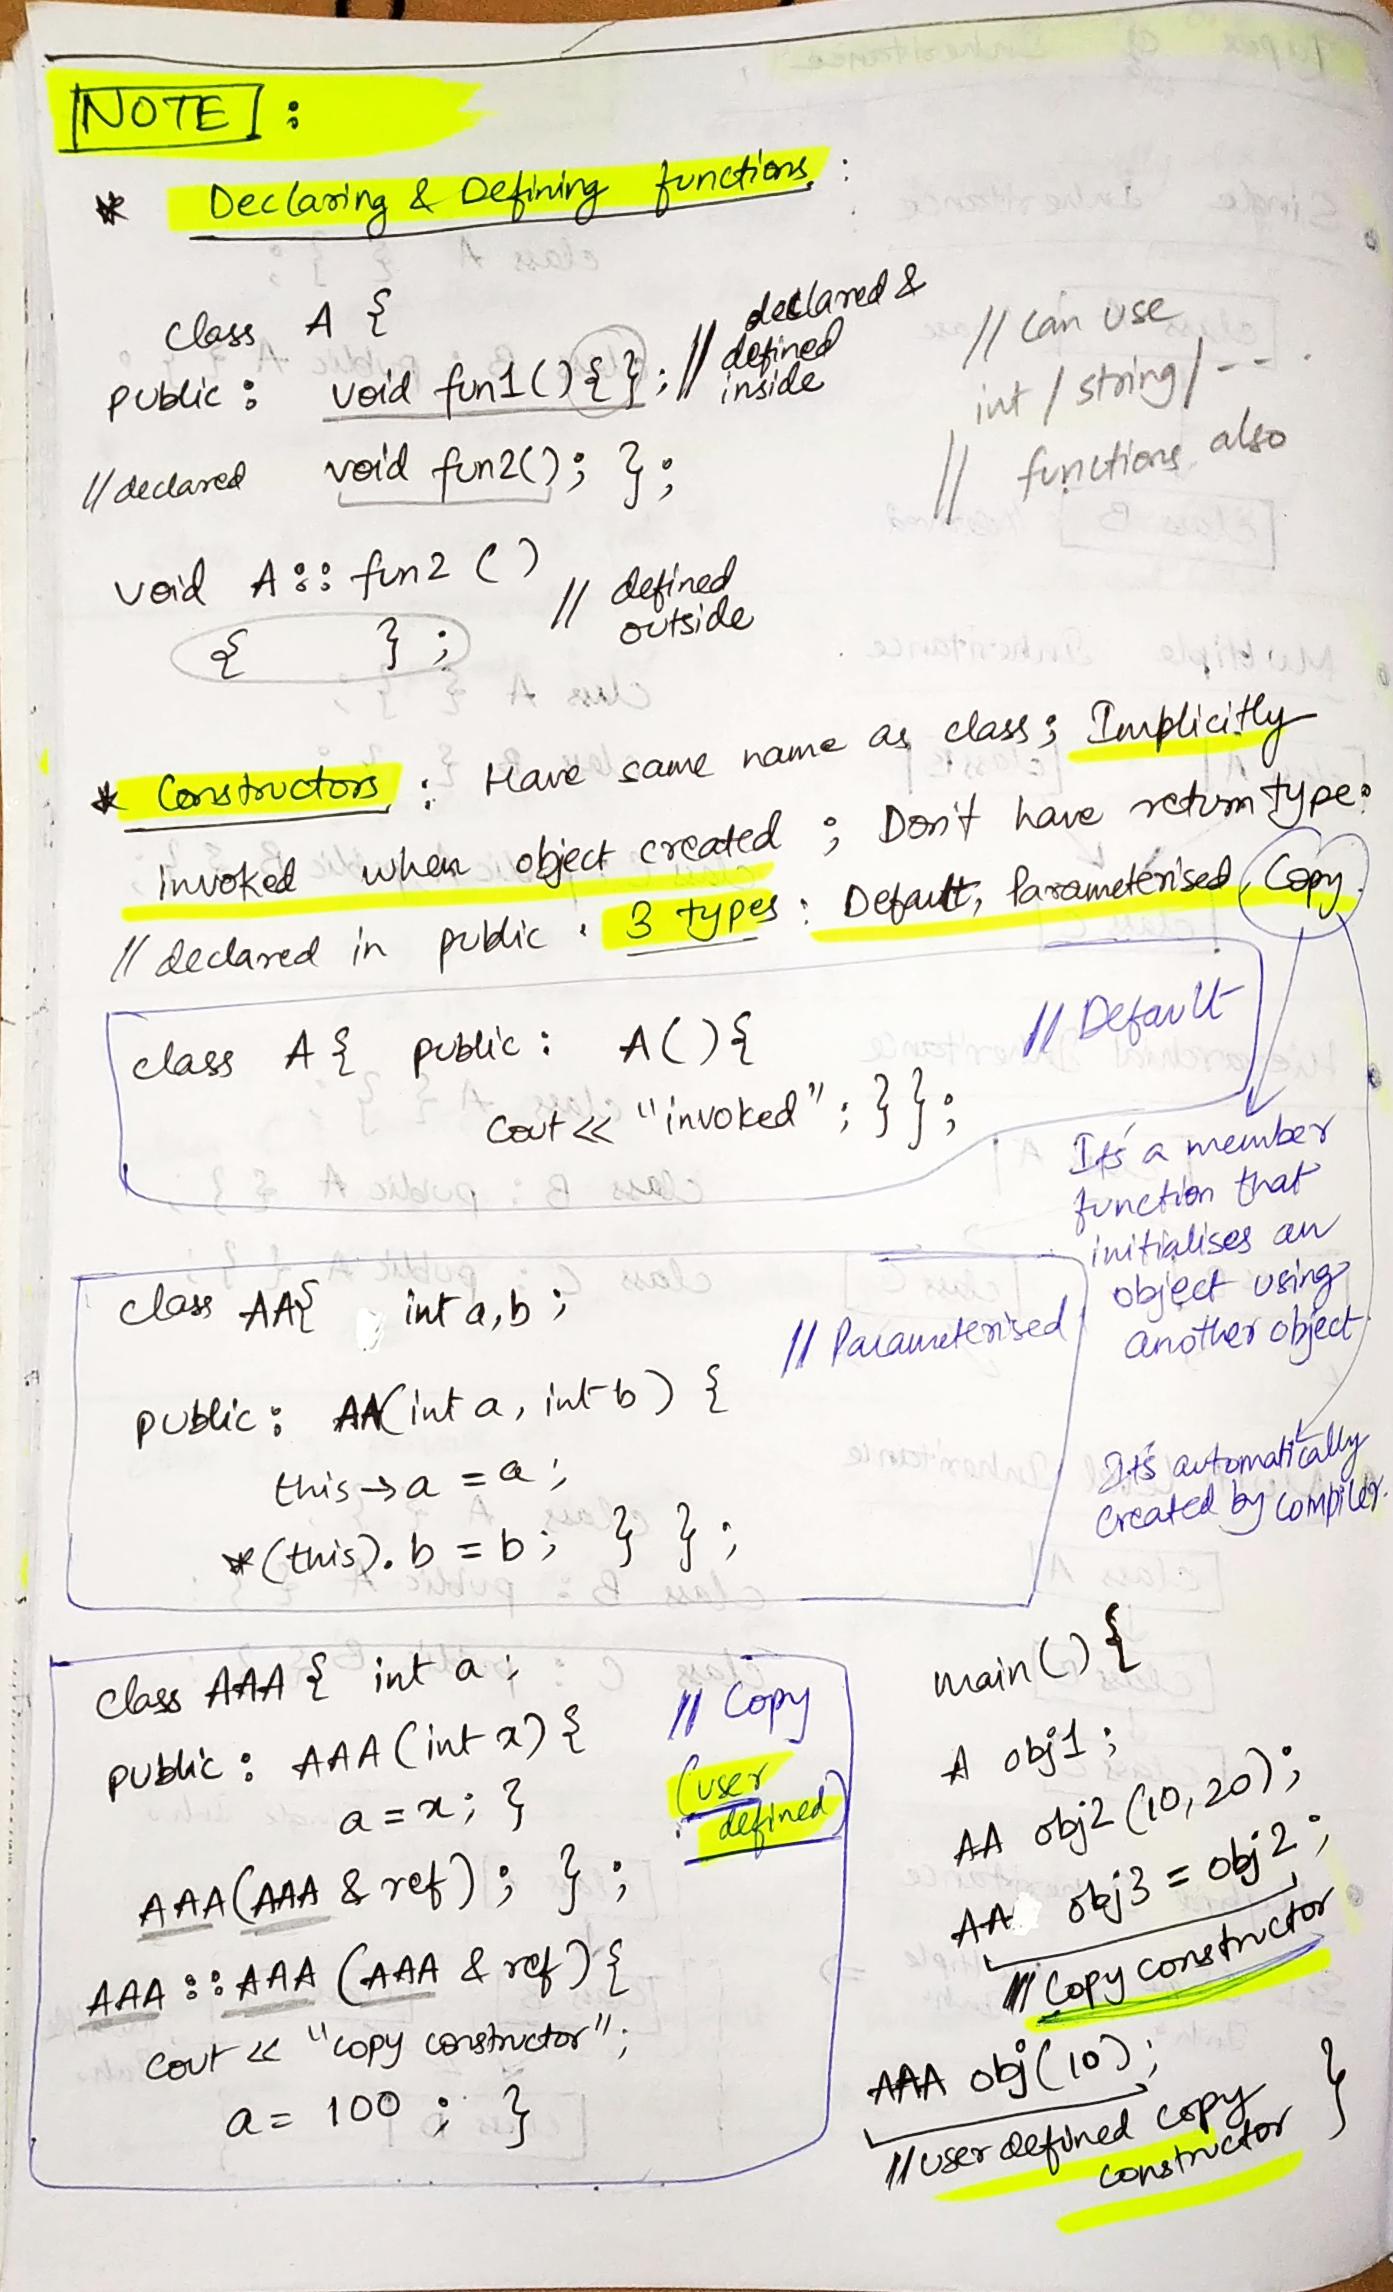 NOTE :
* Declaring & Defining functions :
class A {
public : void fun1(){ } ; // declared & defined inside
// declared void fun2(); } ;
// can use
int / string / - - .
// functions also
void A :: fun2 ()
{ } ;
// defined
outside
* Constructors : Have same name as class ; Implicitly
invoked when object created ; Don't have return type.
// declared in public . 3 types : Default, Parameterised, Copy.
class A { public : A( ) { // Default
cout << "invoked" ; } } ;
It's a member
function that
initialises an
object using
another object
It's automatically
created by compiler.
class AA{ int a,b ;
// Parameterised
public : AA(int a, int b) {
this → a = a ;
*(this). b = b ; } } ;
class AAA { int a ;
public : AAA (int x) {
a = x ; }
AAA(AAA & ref) ; } ;
AAA :: AAA (AAA & ref) {
cout << "copy constructor" ;
a = 100 ; }
// Copy
(user
defined)
main() {
A obj1 ;
AA obj2 (10,20) ;
AA obj3 = obj2 ;
// Copy constructor
AAA obj(10) ;
// user defined copy
constructor }